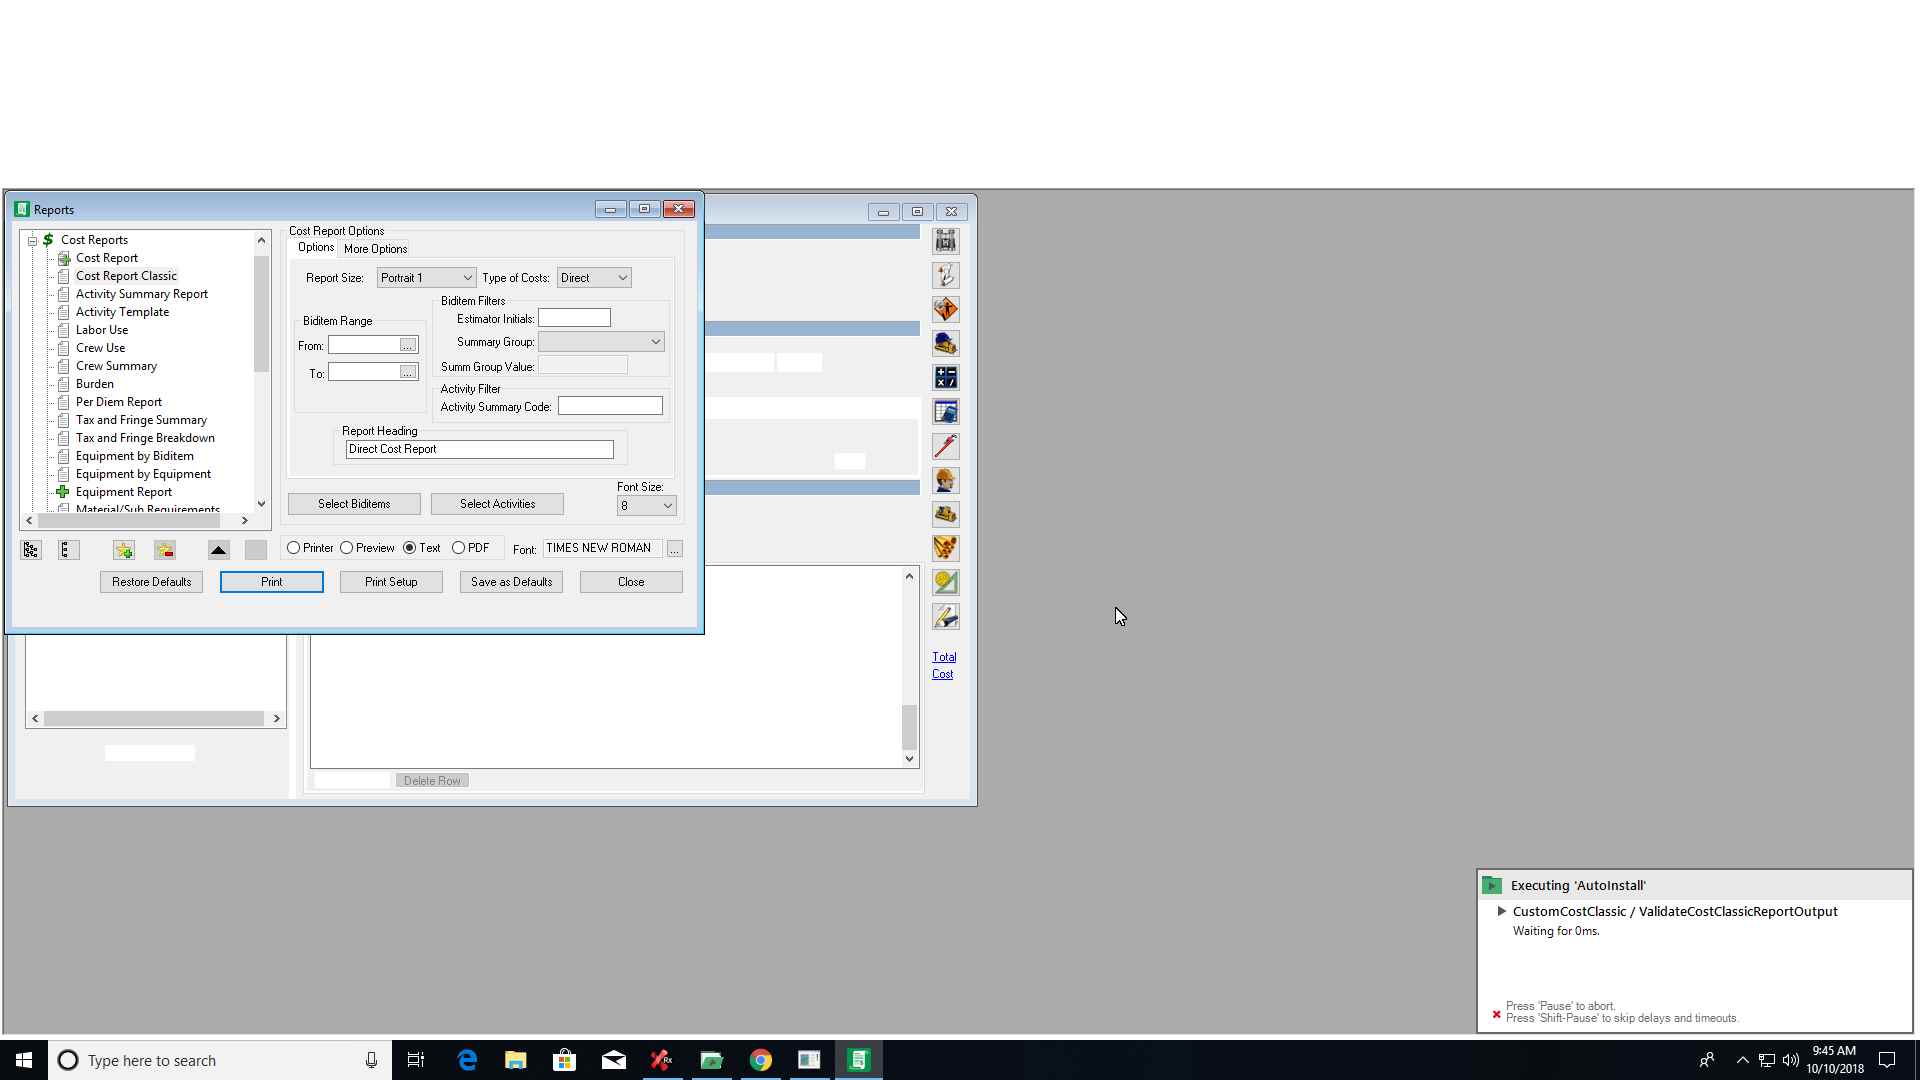 Reports
Cost Reports
Cost Report
Cost Report Classic
Activity Summary Report
Activity Template
Labor Use
Crew Use
Crew Summary
Burden
Per Diem Report
Tax and Fringe Summary
Tax and Fringe Breakdown
Equipment by Biditem
Equipment by Equipment
Equipment Report
Material/Sub Requirements
Cost Report Options
Options
More Options
Report Size:
Portrait 1
Type of Costs:
Direct
Biditem Range
From:
...
To:
...
Biditem Filters
Estimator Initials:
Summary Group:
Summ Group Value:
Activity Filter
Activity Summary Code:
Report Heading
Direct Cost Report
Select Biditems
Select Activities
Font Size:
8
Printer
Preview
Text
PDF
Font:
TIMES NEW ROMAN
...
Restore Defaults
Print
Print Setup
Save as Defaults
Close
Total
Cost
Delete Row
Executing 'AutoInstall'
CustomCostClassic / ValidateCostClassicReportOutput
Waiting for 0ms.
Press 'Pause' to abort.
Press 'Shift-Pause' to skip delays and timeouts.
Type here to search
9:45 AM
10/10/2018